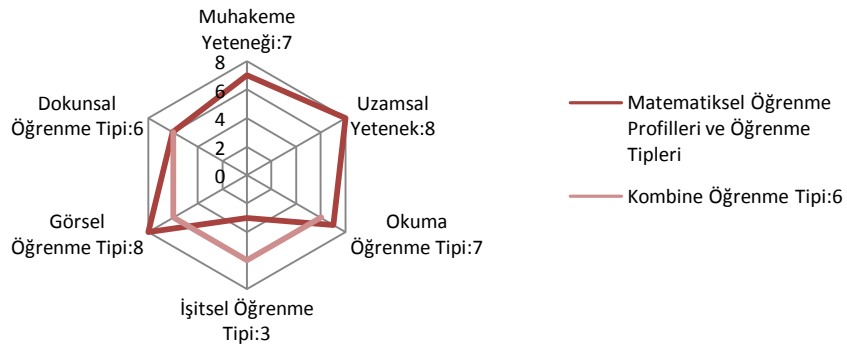 Muhakeme
Yeteneği:7
8
6
4
2
0
Uzamsal
Yetenek:8
Okuma
Öğrenme Tipi:7
İşitsel Öğrenme
Tipi:3
Görsel
Öğrenme Tipi:8
Dokunsal
Öğrenme Tipi:6
Matematiksel Öğrenme
Profilleri ve Öğrenme
Tipleri
Kombine Öğrenme Tipi:6